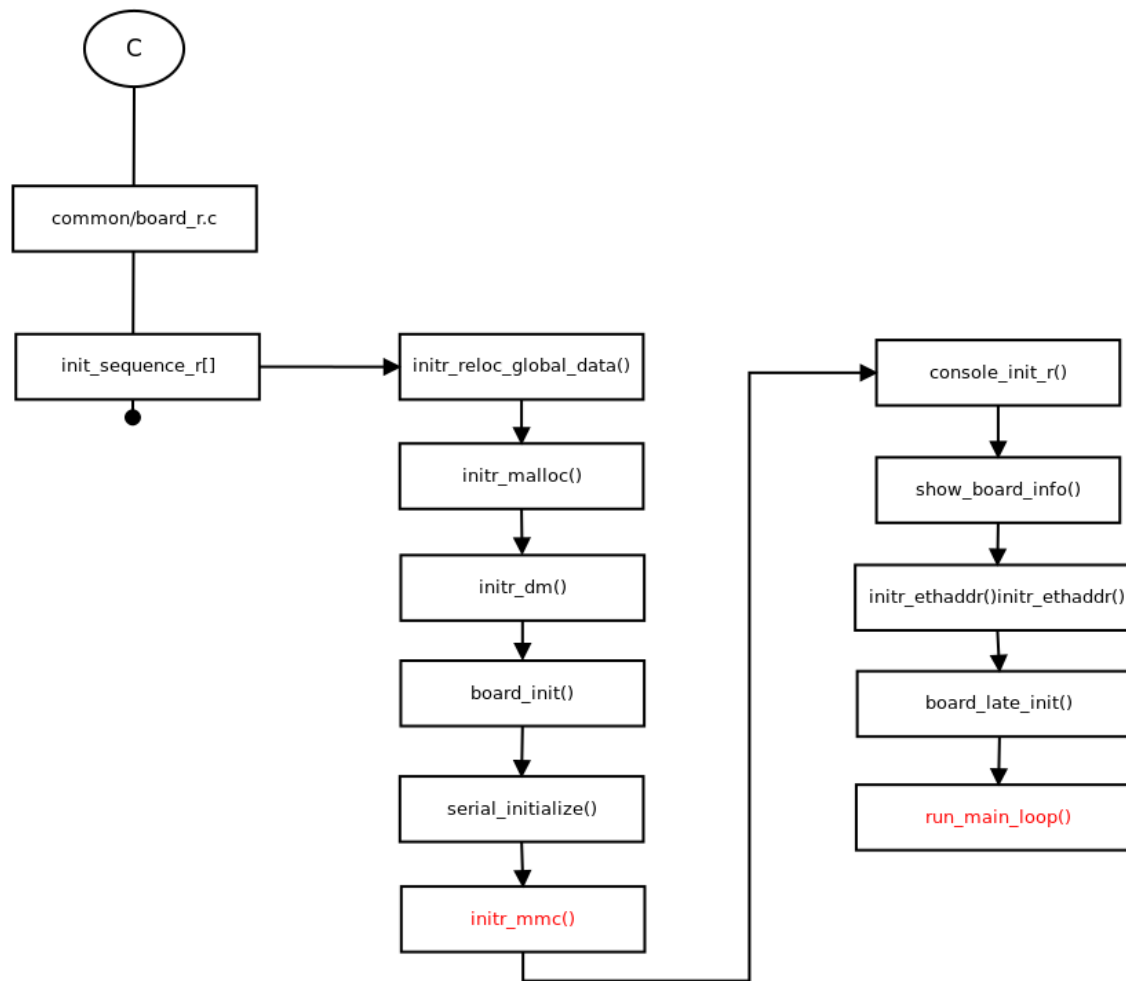 C
common/board_r.c
init_sequence_r[]
initr_reloc_global_data()
initr_malloc()
initr_dm()
board_init()
serial_initialize()
initr_mmc()
console_init_r()
show_board_info()
initr_ethaddr()initr_ethaddr()
board_late_init()
run_main_loop()